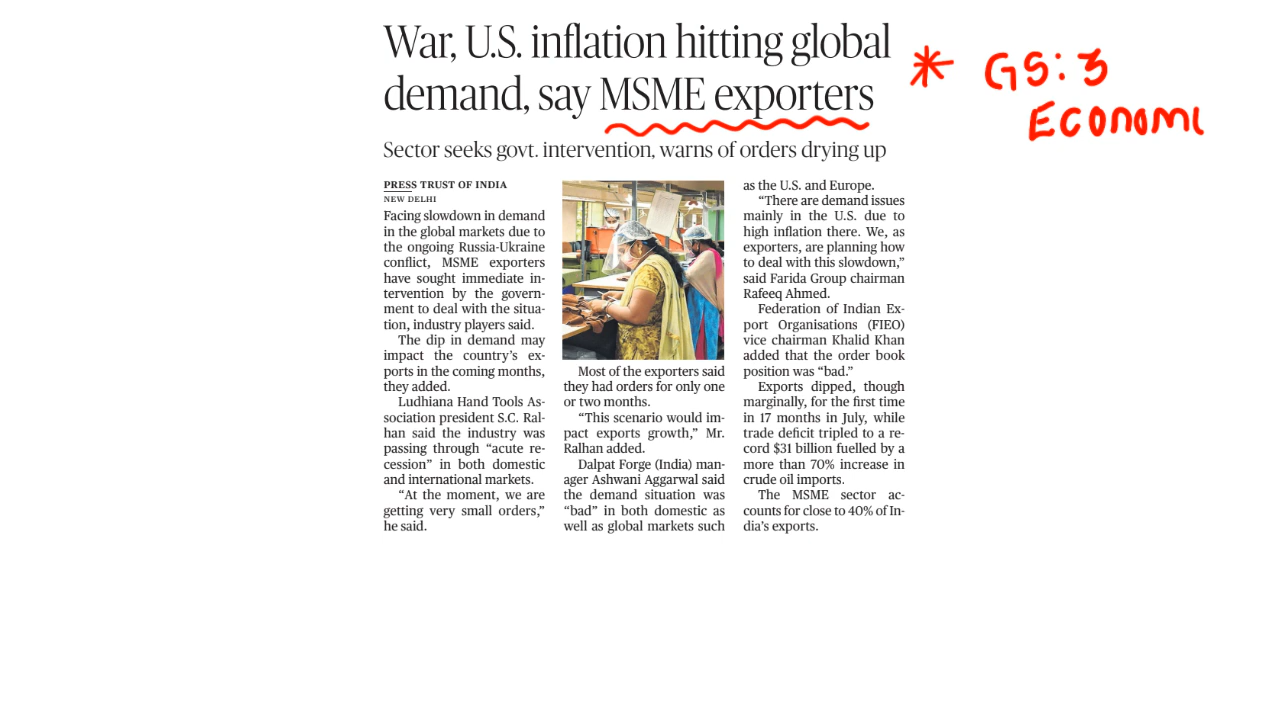 War, U.S. inflation hitting global
demand, say MSME exporters
* GS: 3
ECONOMI
Sector seeks govt. intervention, warns of orders drying up
PRESS TRUST OF INDIA
NEW DELHI
Facing slowdown in demand
in the global markets due to
the ongoing Russia-Ukraine
conflict, MSME exporters
have sought immediate in-
tervention by the govern-
ment to deal with the situa-
tion, industry players said.
The dip in demand may
impact the country's ex-
ports in the coming months,
they added.
Ludhiana Hand Tools As-
sociation president S.C. Ral-
han said the industry was
passing through “acute re-
cession” in both domestic
and international markets.
“At the moment, we are
getting very small orders,”
he said.
Most of the exporters said
they had orders for only one
or two months.
“This scenario would im-
pact exports growth,” Mr.
Ralhan added.
Dalpat Forge (India) man-
ager Ashwani Aggarwal said
the demand situation was
“bad” in both domestic as
well as global markets such
as the U.S. and Europe.
“There are demand issues
mainly in the U.S. due to
high inflation there. We, as
exporters, are planning how
to deal with this slowdown,”
said Farida Group chairman
Rafeeq Ahmed.
Federation of Indian Ex-
port Organisations (FIEO)
vice chairman Khalid Khan
added that the order book
position was “bad.”
Exports dipped, though
marginally, for the first time
in 17 months in July, while
trade deficit tripled to a re-
cord $31 billion fuelled by a
more than 70% increase in
crude oil imports.
The MSME sector ac-
counts for close to 40% of In-
dia's exports.